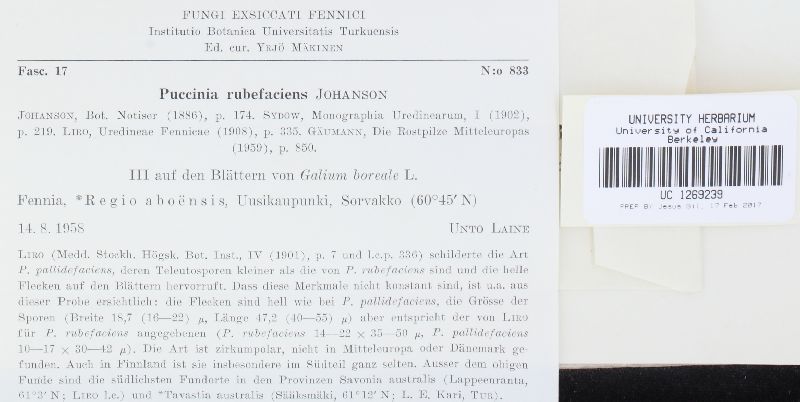 FUNGI EXSICCATI FENNICI
Institutio Botanica Universitatis Turkuensis
Ed. cur. YRJÖ MÄKINEN
Fasc. 17 N:o 833
Puccinia rubefaciens JOHANSON
JOHANSON, Bot. Notiser (1886), p. 174. SYDOW, Monographia Uredinearum, I (1902),
p. 219. LIRO, Uredineae Fennicae (1908), p. 335. GÄUMANN, Die Rostpilze Mitteleuropas
(1959), p. 850.
III auf den Blättern von Galium boreale L.
Fennia, *Regio aboënsis, Uusikaupunki, Sorvakko (60°45′ N)
14. 8. 1958 UNTO LAINE
LIRO (Medd. Stockh. Högsk. Bot. Inst., IV (1901), p. 7 und l.c.p. 336) schilderte die Art
P. pallidefaciens, deren Teleutosporen kleiner als die von P. rubefaciens sind und die helle
Flecken auf den Blättern hervorruft. Dass diese Merkmale nicht konstant sind, ist u.a. aus
dieser Probe ersichtlich: die Flecken sind hell wie bei P. pallidefaciens, die Grösse der
Sporen (Breite 18,7 (16—22) μ, Länge 47,2 (40—55) μ) aber entspricht der von LIRO
für P. rubefaciens angegebenen (P. rubefaciens 14—22 × 35—50 μ, P. pallidefaciens
10—17 × 30—42 μ). Die Art ist zirkumpolar, nicht in Mitteleuropa oder Dänemark ge-
funden. Auch in Finnland ist sie insbesondere im Südteil ganz selten. Ausser dem obigen
Funde sind die südlichsten Fundorte in den Provinzen Savonia australis (Lappeenranta,
61°3′ N; LIRO l.c.) und *Tavastia australis (Sääksmäki, 61°12′ N; L. E. Kari, TUR).
UNIVERSITY HERBARIUM
University of California
Berkeley
UC 1269239
PREP BY Jesus Gil, 17 Feb 2017